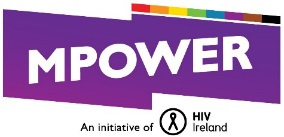 MPOWER
An initiative of HIV
Ireland